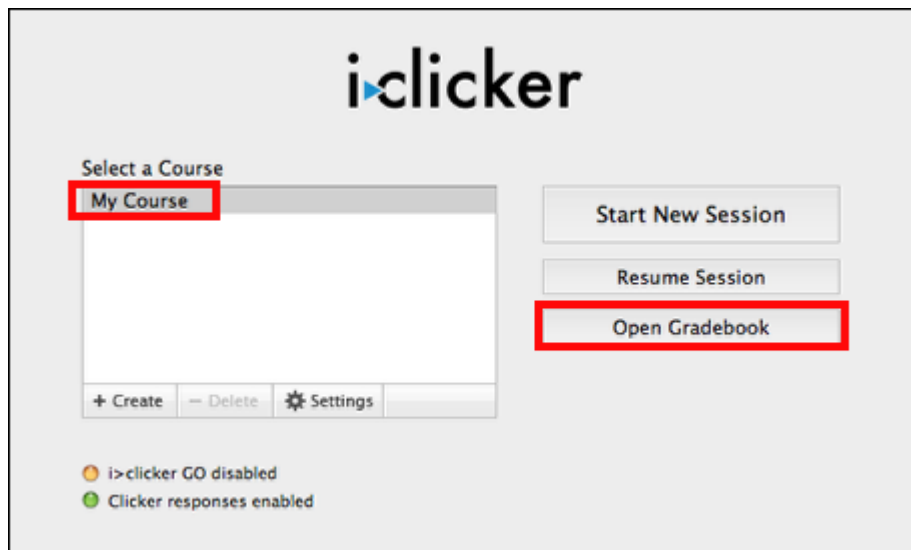 i>clicker
Select a Course
My Course
Start New Session
Resume Session
Open Gradebook
+ Create - Delete Settings
i>clicker GO disabled
Clicker responses enabled